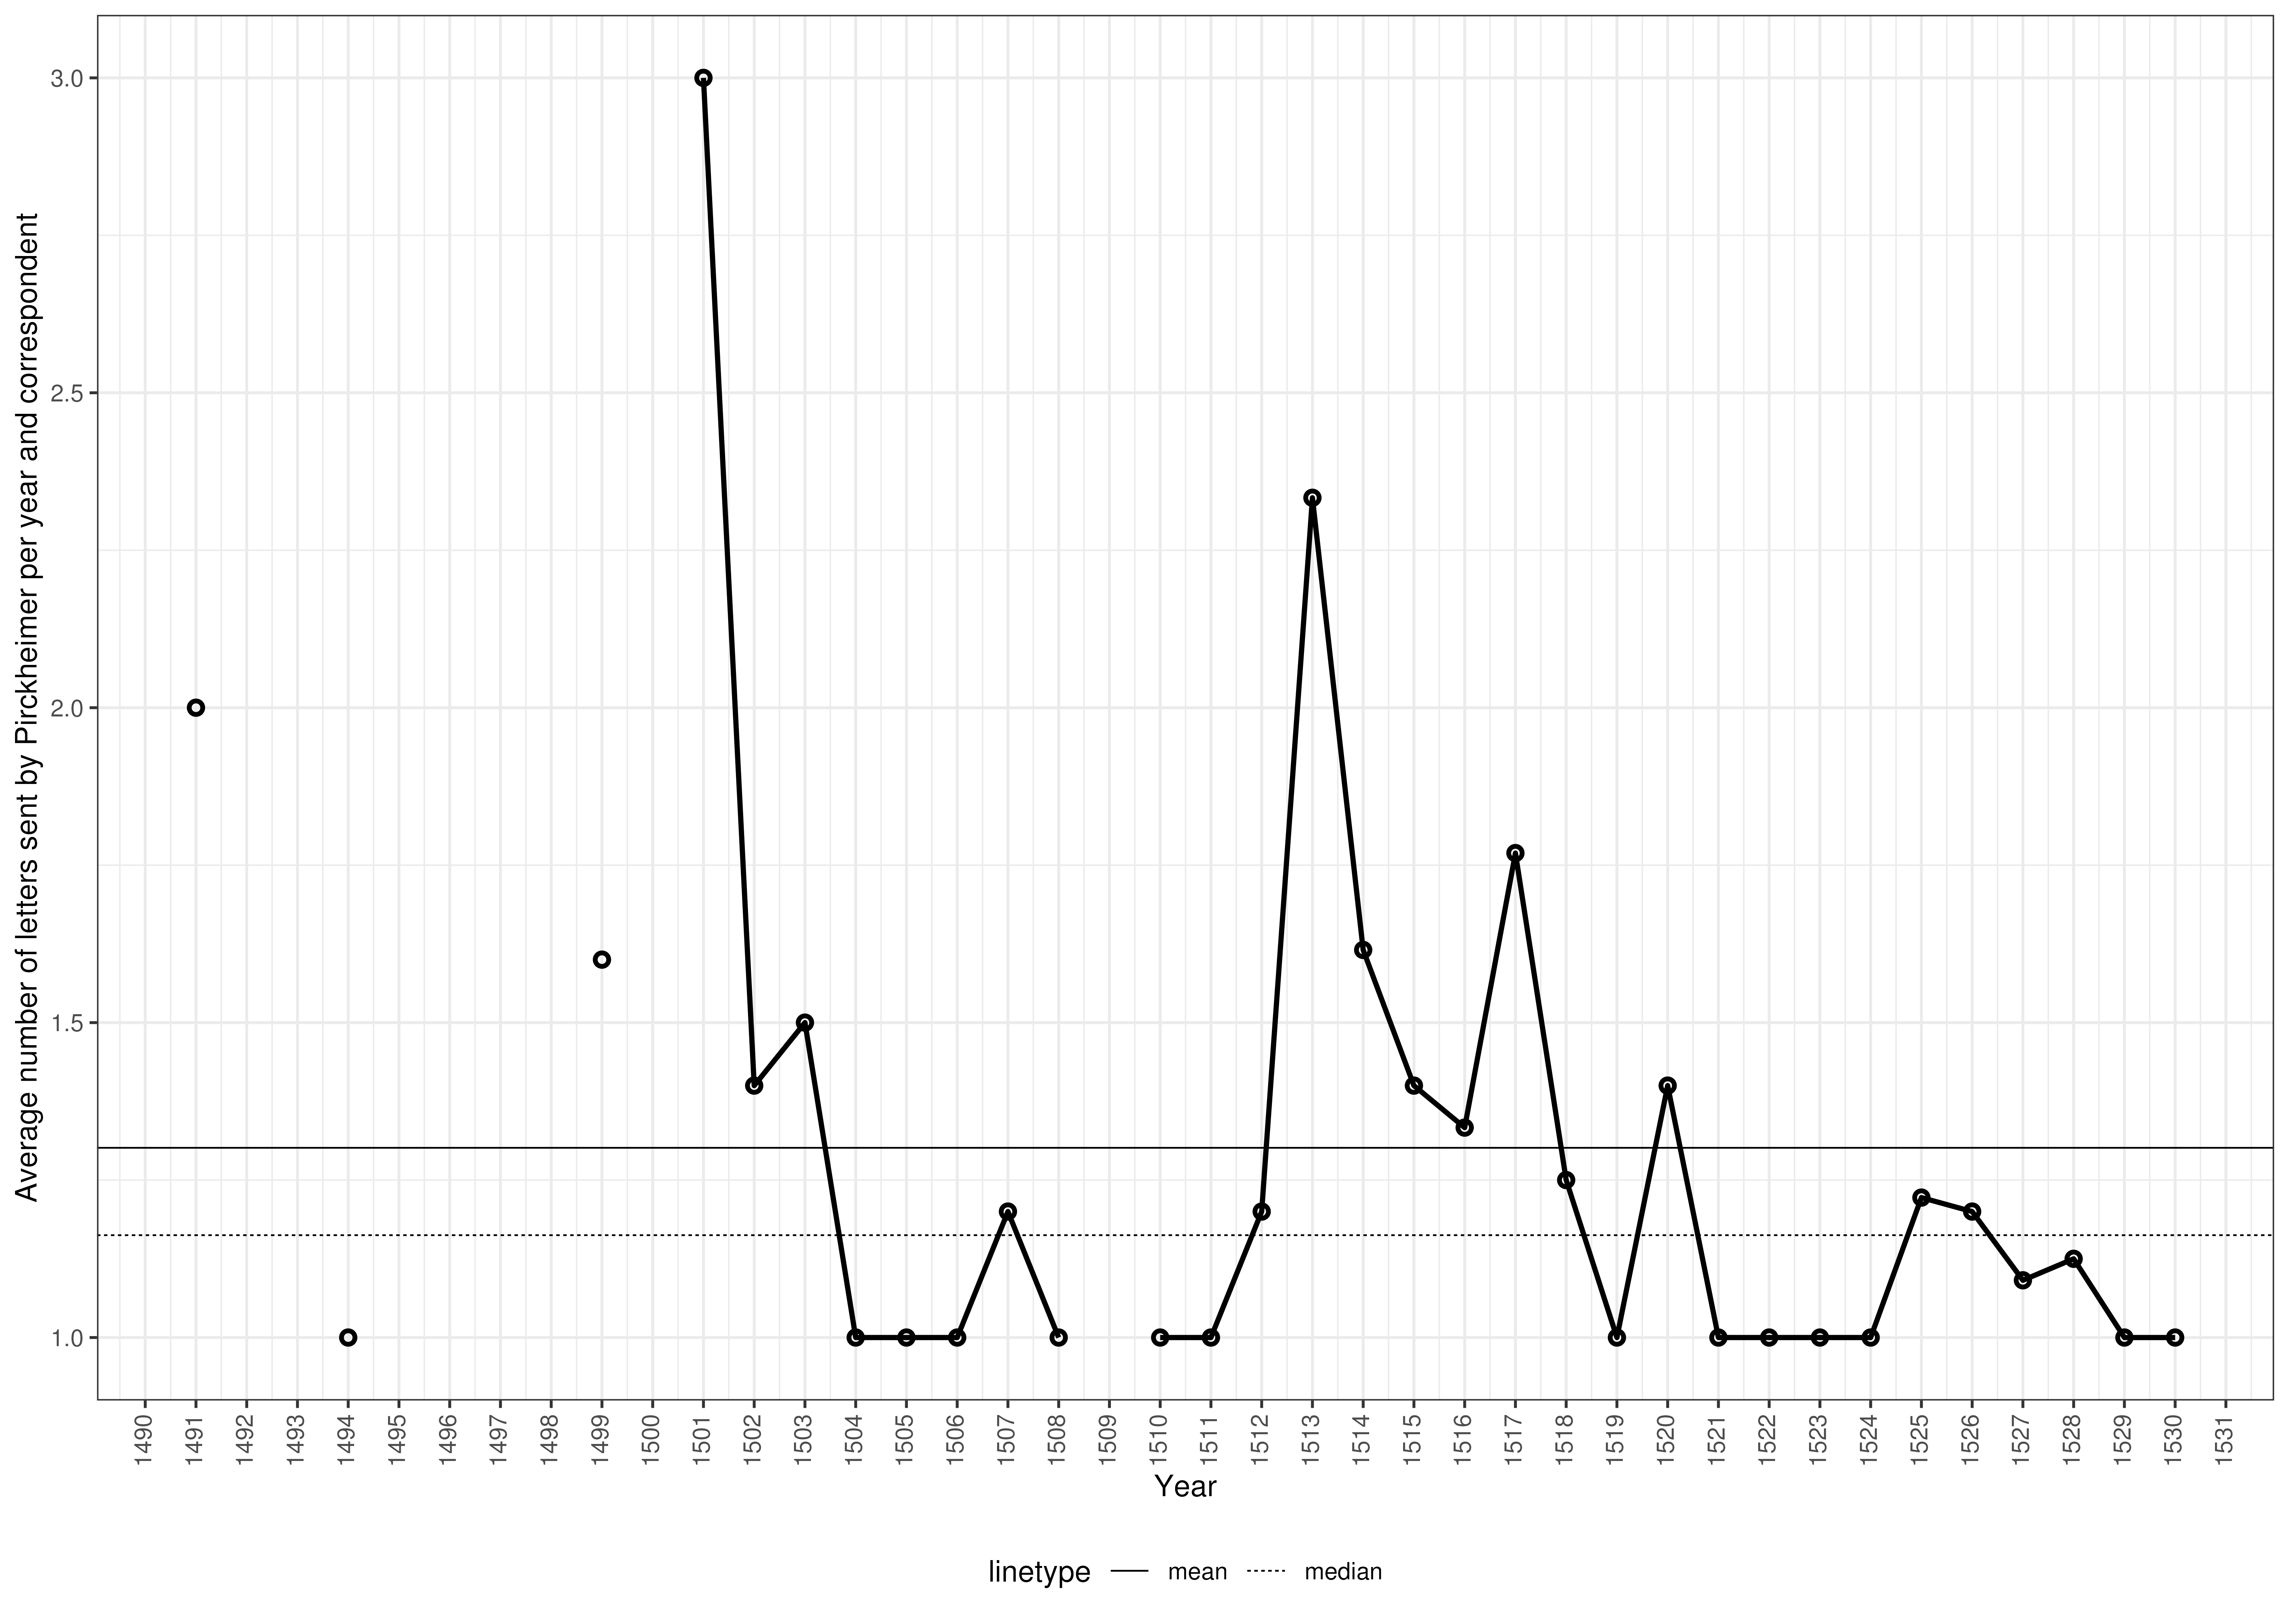 Average number of letters sent by Pirckheimer per year and correspondent
3.0
2.5
2.0
1.5
1.0
1490 1491 1492 1493 1494 1495 1496 1497 1498 1499 1500 1501 1502 1503 1504 1505 1506 1507 1508 1509 1510 1511 1512 1513 1514 1515 1516 1517 1518 1519 1520 1521 1522 1523 1524 1525 1526 1527 1528 1529 1530 1531
Year
linetype mean median